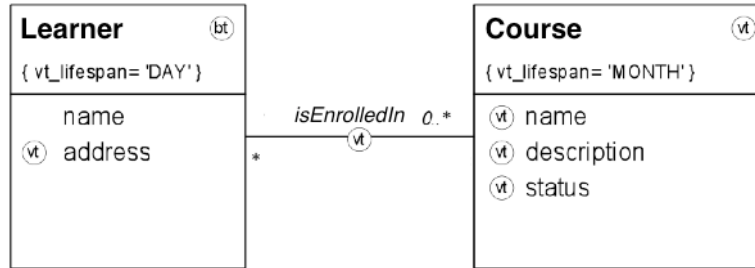 Learner bt
{ vt_lifespan= 'DAY' }
name
vt address
isEnrolledIn 0..*
vt
*
Course vt
{ vt_lifespan= 'MONTH' }
vt name
vt description
vt status